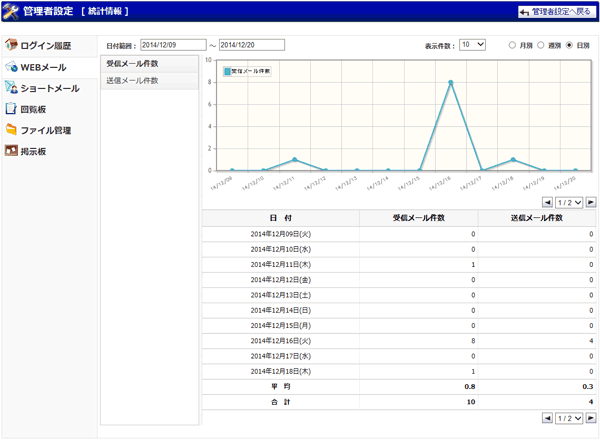 管理者設定 [ 統計情報 ]
管理者設定へ戻る
ログイン履歴
WEBメール
ショートメール
回覧板
ファイル管理
掲示板
日付範囲： 2014/12/09 ～ 2014/12/20
表示件数： 10 月別 週別 日別
受信メール件数
送信メール件数
受信メール件数
10
8
6
4
2
0
14/12/09 14/12/10 14/12/11 14/12/12 14/12/13 14/12/14 14/12/15 14/12/16 14/12/17 14/12/18 14/12/19 14/12/20
1 / 2
日 付 受信メール件数 送信メール件数
2014年12月09日(火) 0 0
2014年12月10日(水) 0 0
2014年12月11日(木) 1 0
2014年12月12日(金) 0 0
2014年12月13日(土) 0 0
2014年12月14日(日) 0 0
2014年12月15日(月) 0 0
2014年12月16日(火) 8 4
2014年12月17日(水) 0 0
2014年12月18日(木) 1 0
平 均 0.8 0.3
合 計 10 4
1 / 2